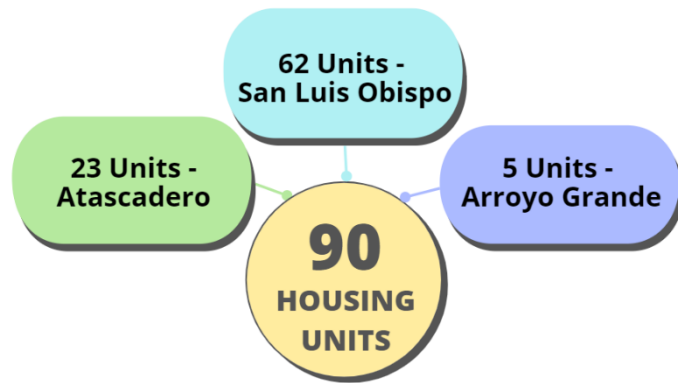 62 Units -
San Luis Obispo
23 Units -
Atascadero
5 Units -
Arroyo Grande
90
HOUSING
UNITS